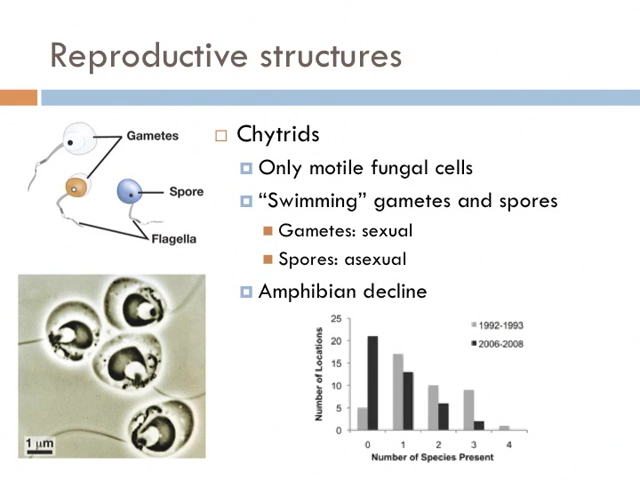 Reproductive structures
Gametes
Spore
Flagella
Chytrids
Only motile fungal cells
“Swimming” gametes and spores
Gametes: sexual
Spores: asexual
Amphibian decline
1 µm
Number of Locations
25
20
15
10
5
0
1992-1993
2006-2008
0 1 2 3 4
Number of Species Present